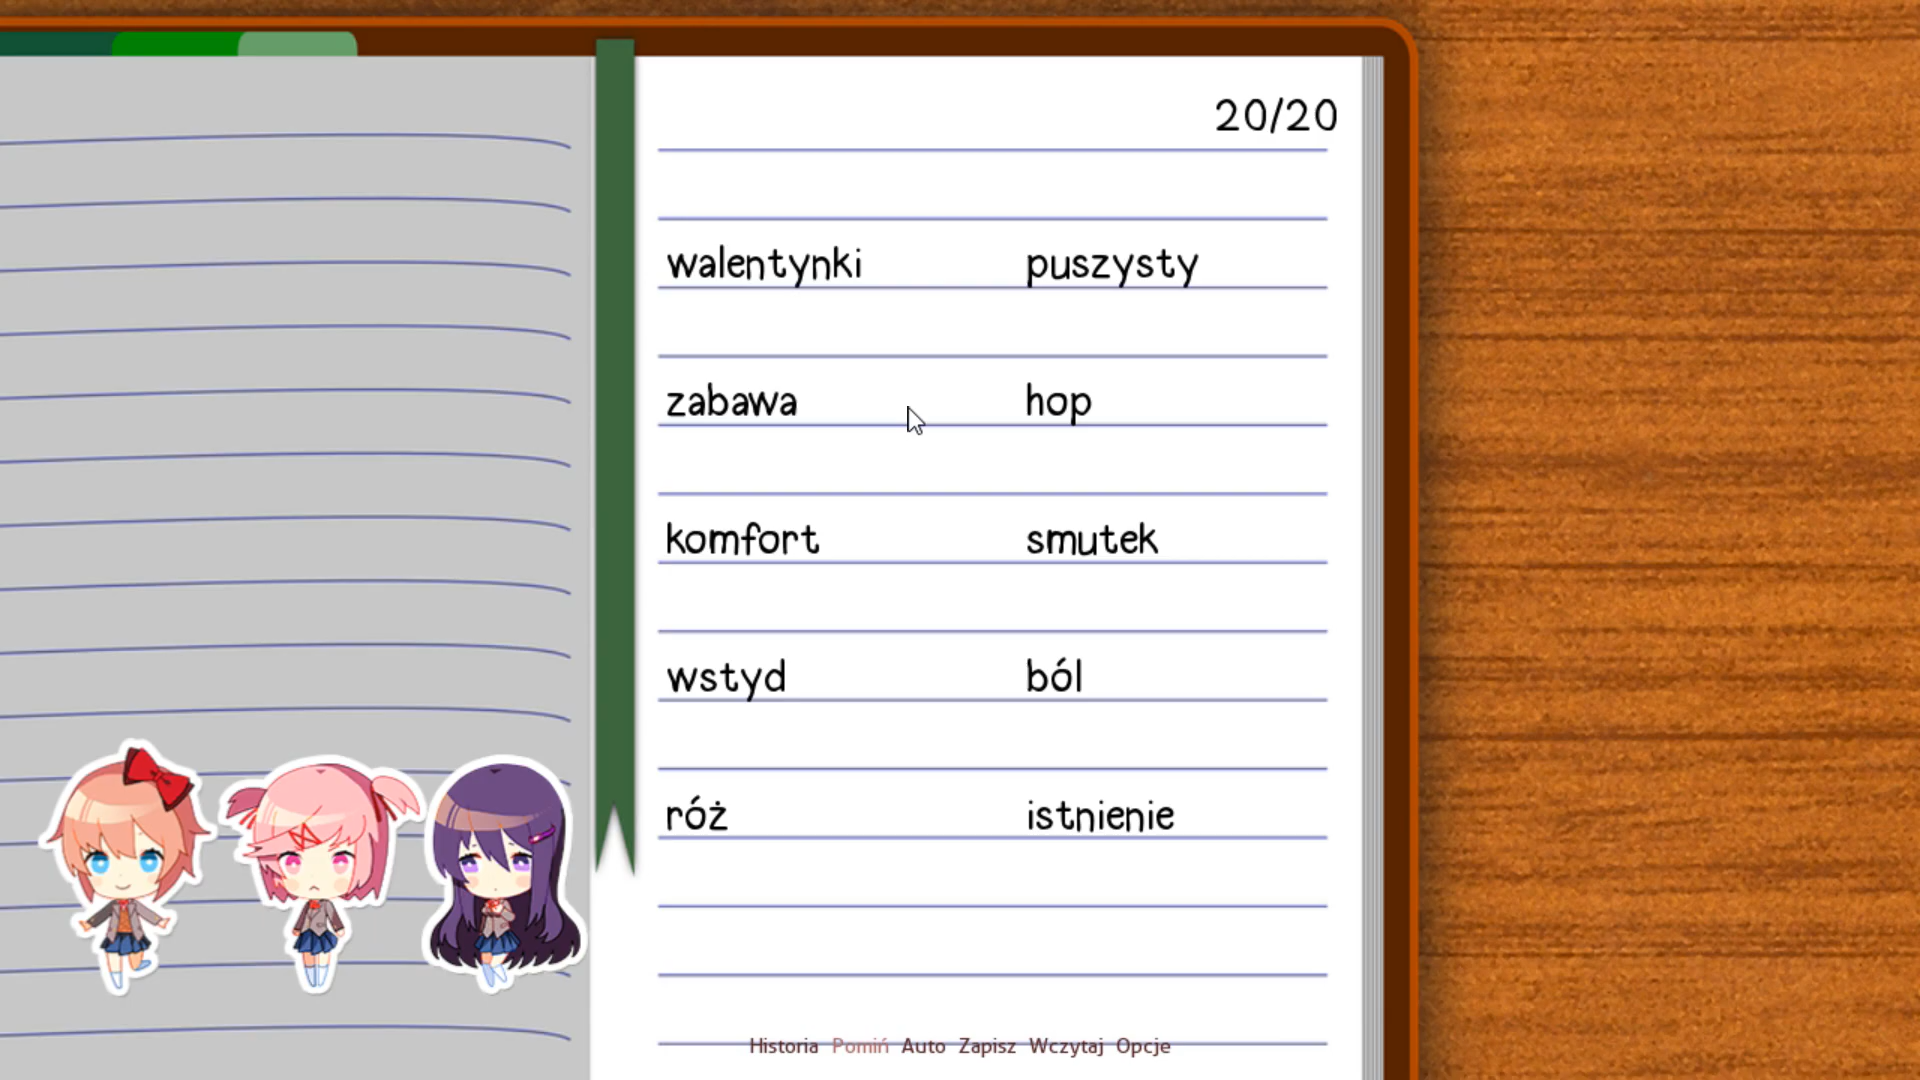 20/20
walentynki puszysty
zabawa hop
komfort smutek
wstyd ból
róż istnienie
Historia Pomiń Auto Zapisz Wczytaj Opcje